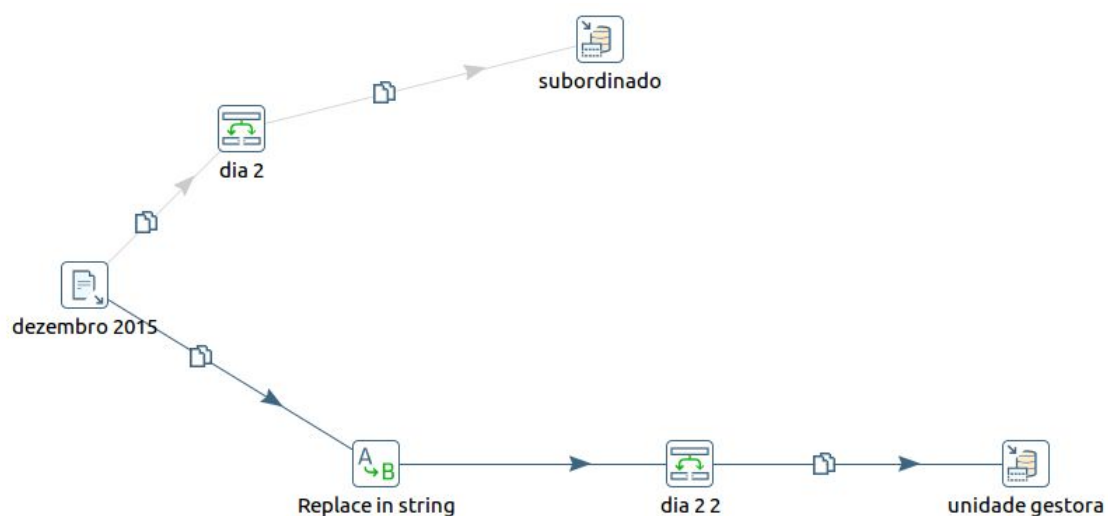 subordinado
dia 2
dezembro 2015
A
B
Replace in string
dia 2 2
unidade gestora